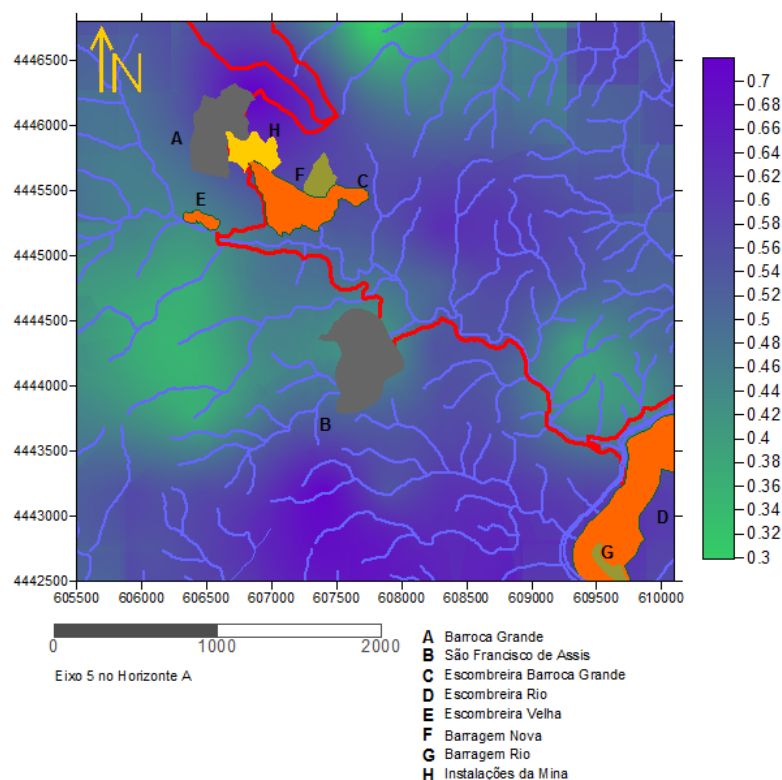 4446500
4446000
4445500
4445000
4444500
4444000
4443500
4443000
4442500
N
A
H
F
C
E
B
D
G
605500 606000 606500 607000 607500 608000 608500 609000 609500 610000
0.7
0.68
0.66
0.64
0.62
0.6
0.58
0.56
0.54
0.52
0.5
0.48
0.46
0.44
0.42
0.4
0.38
0.36
0.34
0.32
0.3
0 1000 2000
Eixo 5 no Horizonte A
A Barroca Grande
B São Francisco de Assis
C Escombreira Barroca Grande
D Escombreira Rio
E Escombreira Velha
F Barragem Nova
G Barragem Rio
H Instalações da Mina